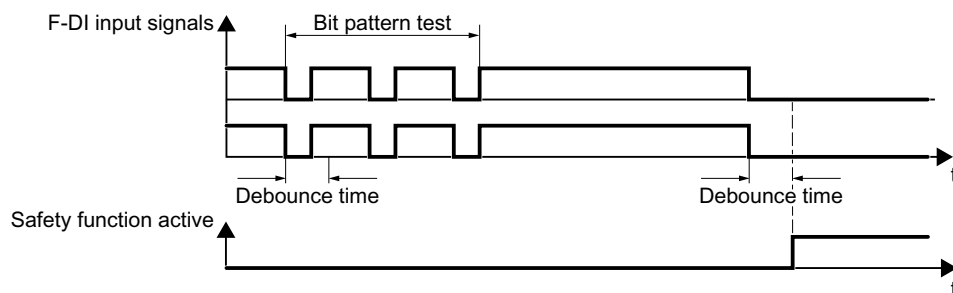 F-DI input signals
Bit pattern test
t
Debounce time
Debounce time
Safety function active
t